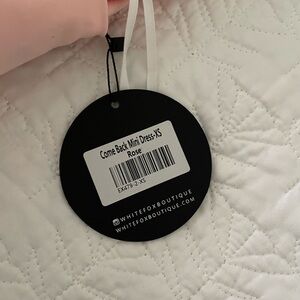 Come Back Mini Dress-XS
Rose
EX479-2-XS
WHITEFOXBOUTIQUE
WHITEFOXBOUTIQUE.COM